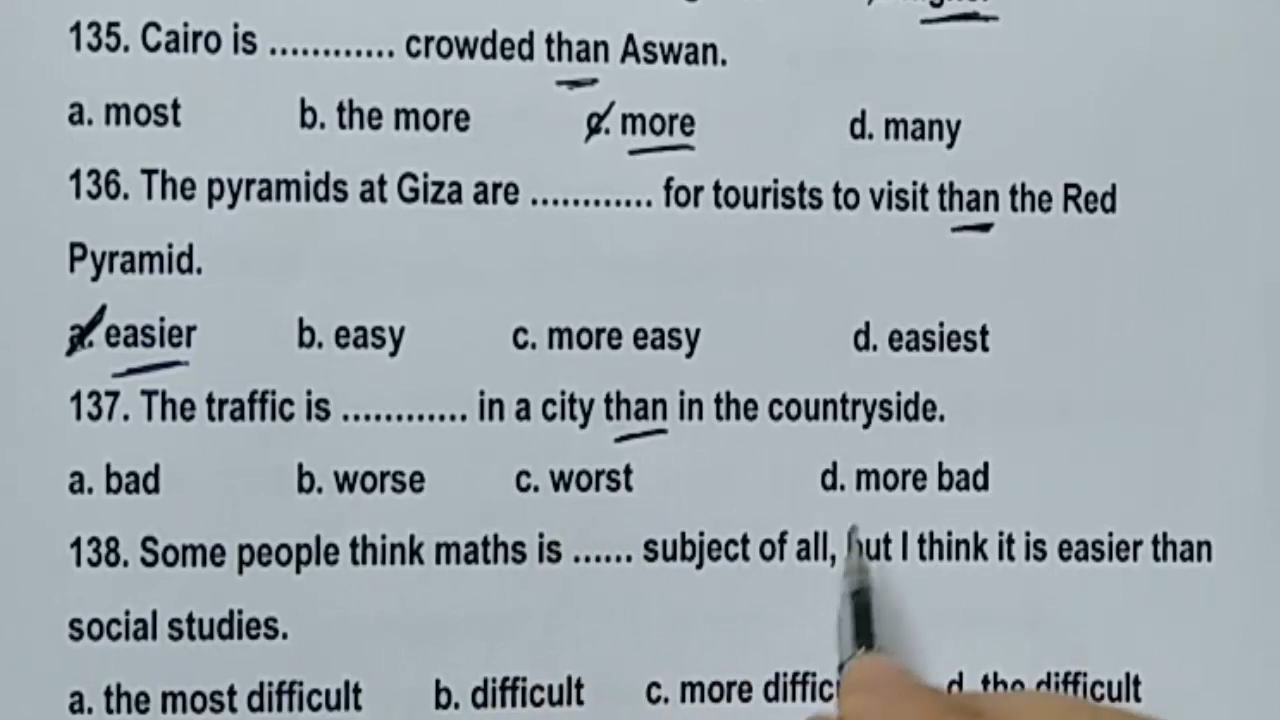 135. Cairo is ............ crowded than Aswan.
a. most b. the more c. more d. many
136. The pyramids at Giza are ............ for tourists to visit than the Red
Pyramid.
a. easier b. easy c. more easy d. easiest
137. The traffic is ............ in a city than in the countryside.
a. bad b. worse c. worst d. more bad
138. Some people think maths is ...... subject of all, but I think it is easier than
social studies.
a. the most difficult b. difficult c. more d. the difficult